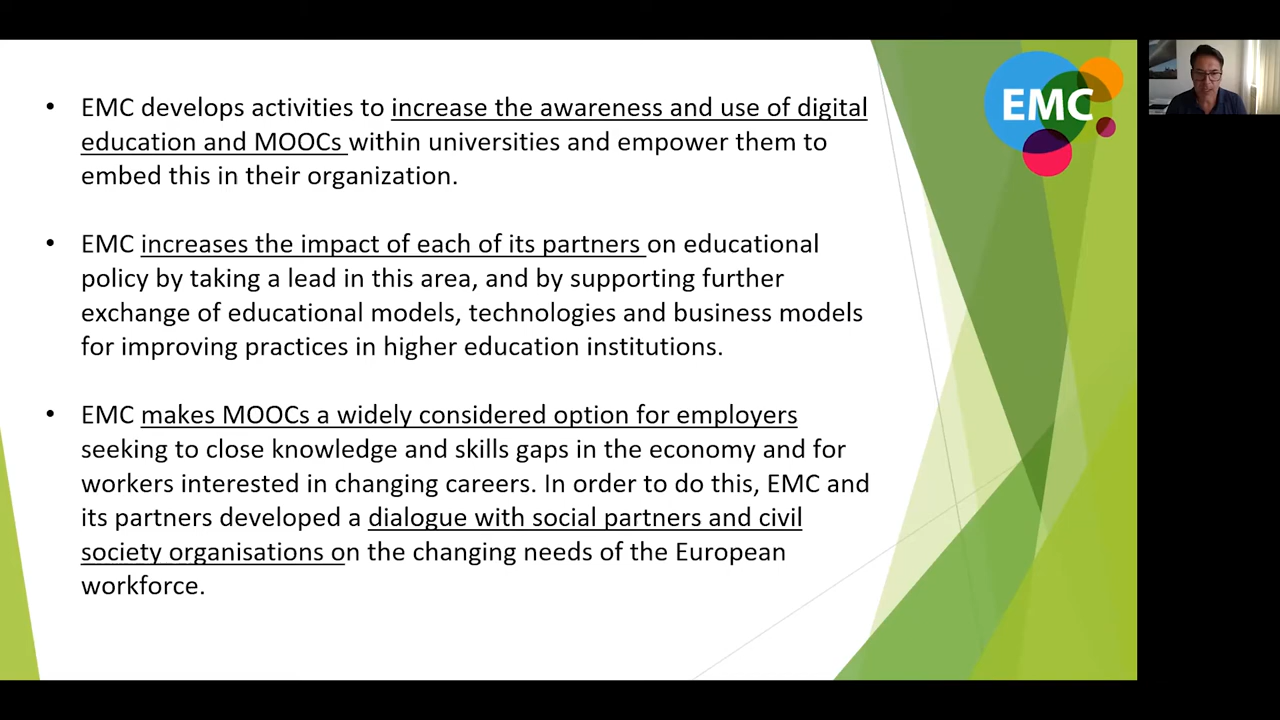 • EMC develops activities to increase the awareness and use of digital
education and MOOCs within universities and empower them to
embed this in their organization.
• EMC increases the impact of each of its partners on educational
policy by taking a lead in this area, and by supporting further
exchange of educational models, technologies and business models
for improving practices in higher education institutions.
• EMC makes MOOCs a widely considered option for employers
seeking to close knowledge and skills gaps in the economy and for
workers interested in changing careers. In order to do this, EMC and
its partners developed a dialogue with social partners and civil
society organisations on the changing needs of the European
workforce.
EMC